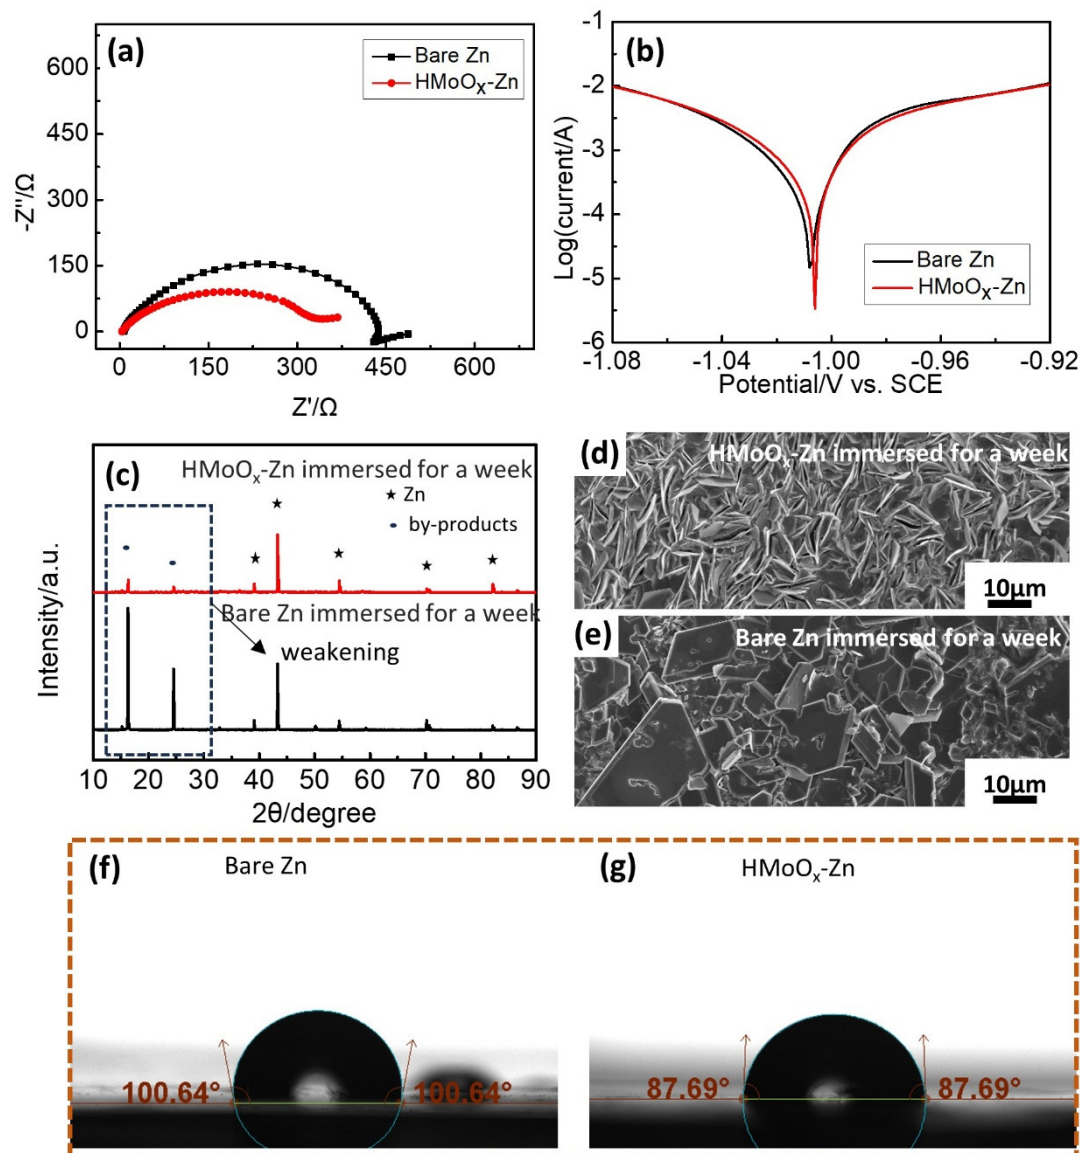 (a)
Bare Zn
HMoOx-Zn
600
450
300
150
0
-Z''/Ω
0 150 300 450 600
Z'/Ω
(b)
-1
-2
-3
-4
-5
-6
Log(current/A)
Bare Zn
HMoOx-Zn
-1.08 -1.04 -1.00 -0.96 -0.92
Potential/V vs. SCE
(c)
HMoOx-Zn immersed for a week
★ Zn
• by-products
Bare Zn immersed for a week
weakening
Intensity/a.u.
10 20 30 40 50 60 70 80 90
2θ/degree
(d)
HMoOx-Zn immersed for a week
10μm
(e)
Bare Zn immersed for a week
10μm
(f)
Bare Zn
100.64° 100.64°
(g)
HMoOx-Zn
87.69° 87.69°